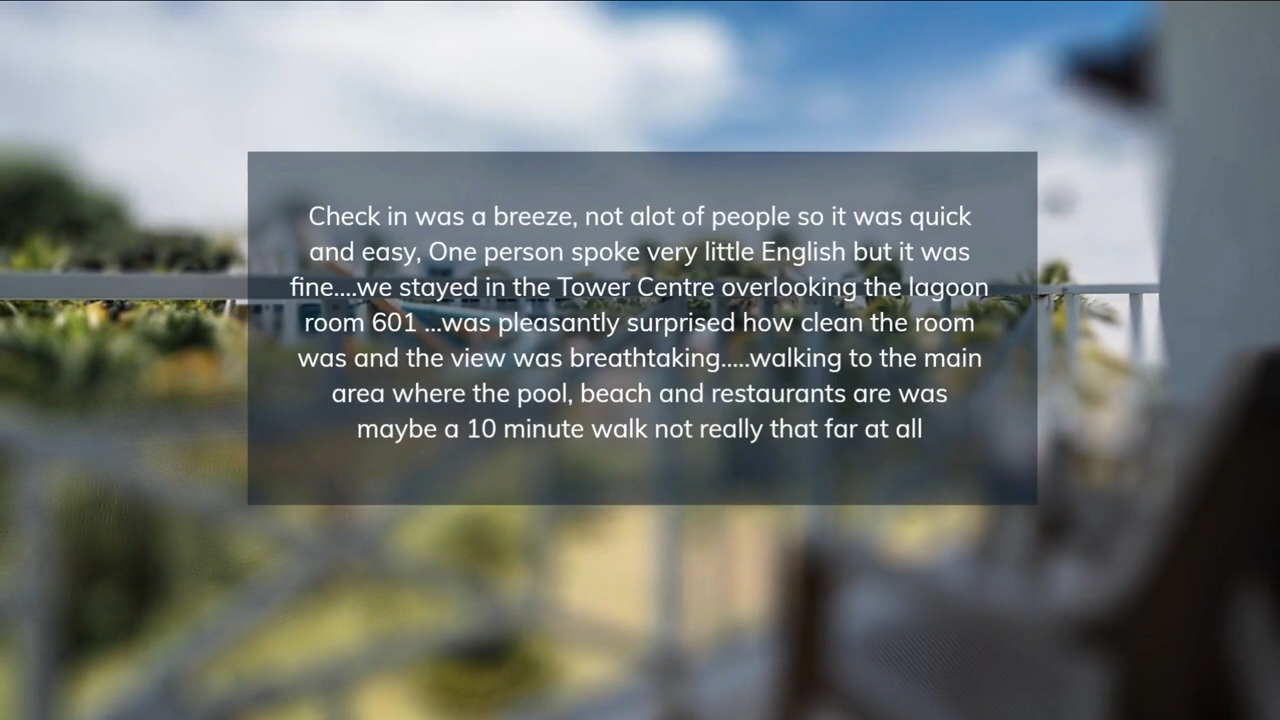 Check in was a breeze, not alot of people so it was quick
and easy, One person spoke very little English but it was
fine....we stayed in the Tower Centre overlooking the lagoon
room 601 ...was pleasantly surprised how clean the room
was and the view was breathtaking.....walking to the main
area where the pool, beach and restaurants are was
maybe a 10 minute walk not really that far at all